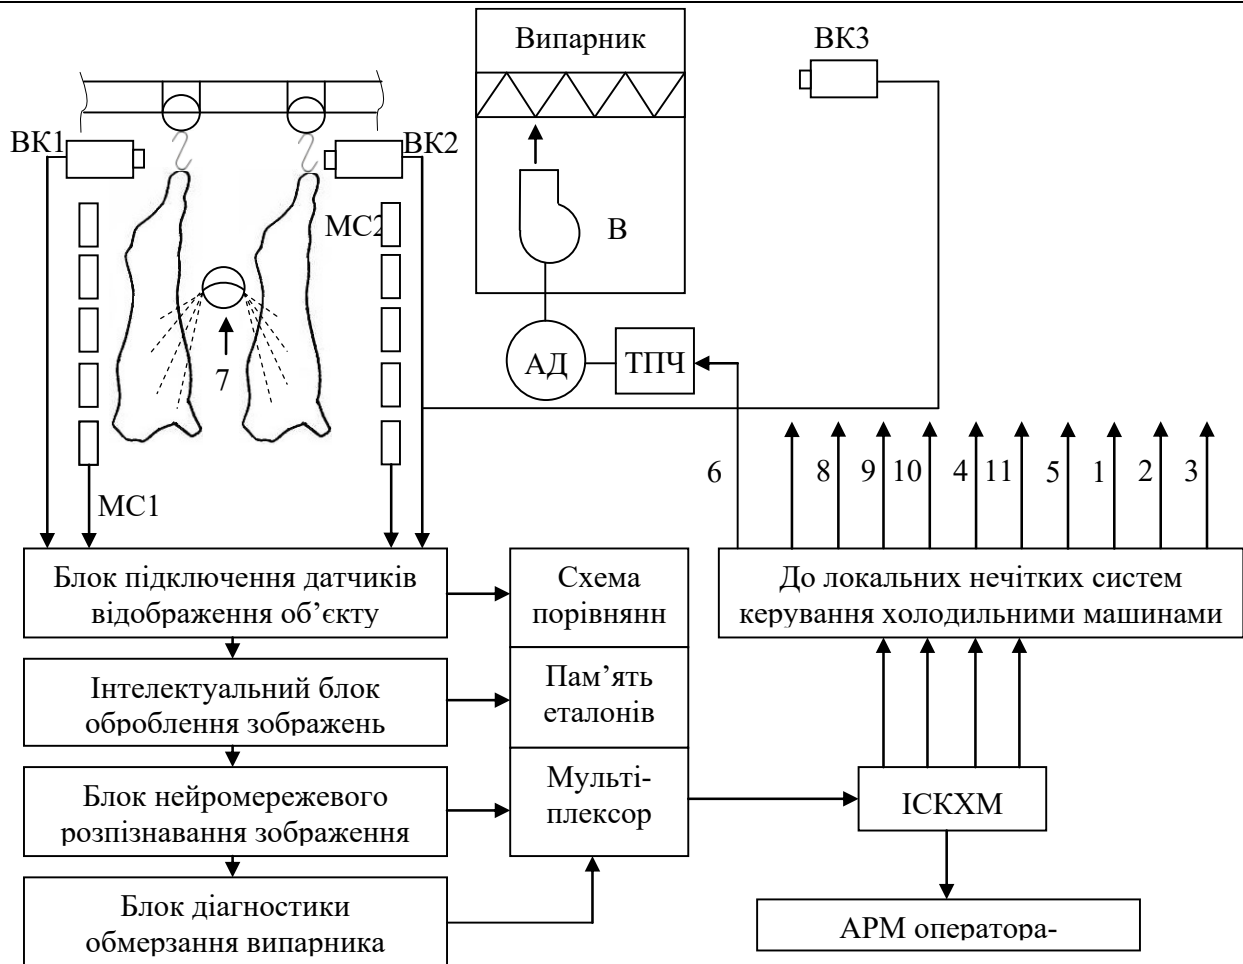 Випарник
ВК3
ВК1
ВК2
МС2
В
7
АД
ТПЧ
6
8
9
10
4
11
5
1
2
3
МС1
Блок підключення датчиків
відображення об’єкту
Схема
порівнянн
До локальних нечітких систем
керування холодильними машинами
Інтелектуальний блок
оброблення зображень
Пам’ять
еталонів
Блок нейромережевого
розпізнавання зображення
Мульті-
плексор
ІСКХМ
Блок діагностики
обмерзання випарника
АРМ оператора-